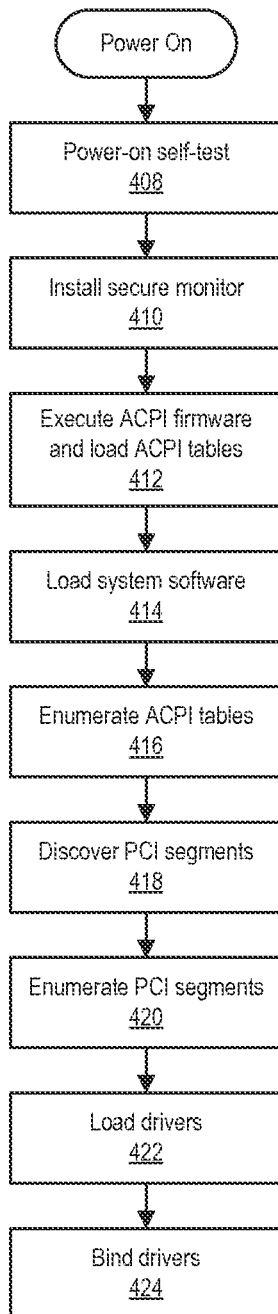 Power On
Power-on self-test
408
Install secure monitor
410
Execute ACPI firmware
and load ACPI tables
412
Load system software
414
Enumerate ACPI tables
416
Discover PCI segments
418
Enumerate PCI segments
420
Load drivers
422
Bind drivers
424